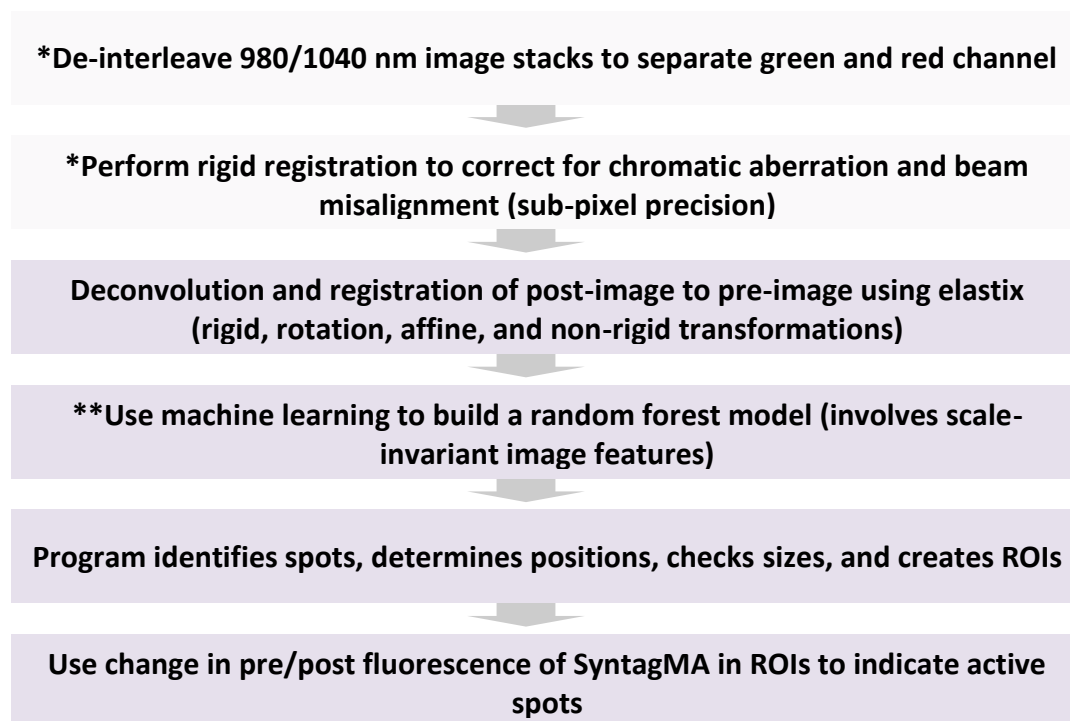 *De-interleave 980/1040 nm image stacks to separate green and red channel
*Perform rigid registration to correct for chromatic aberration and beam
misalignment (sub-pixel precision)
Deconvolution and registration of post-image to pre-image using elastix
(rigid, rotation, affine, and non-rigid transformations)
**Use machine learning to build a random forest model (involves scale-
invariant image features)
Program identifies spots, determines positions, checks sizes, and creates ROIs
Use change in pre/post fluorescence of SyntagMA in ROIs to indicate active
spots